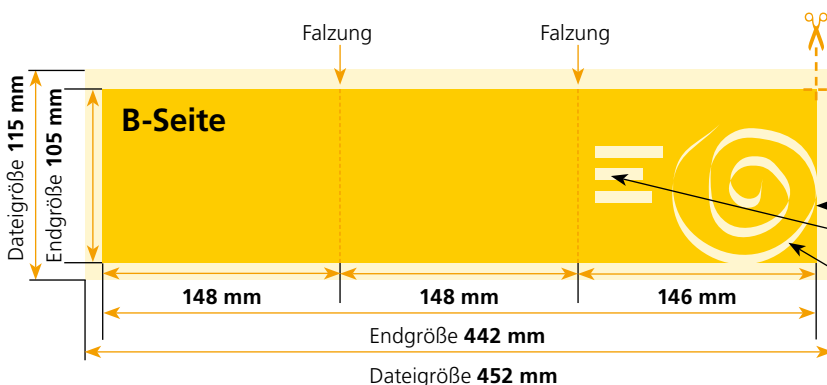 Falzung
Falzung
B-Seite
Dateigröße 115 mm
Endgröße 105 mm
148 mm
148 mm
146 mm
Endgröße 442 mm
Dateigröße 452 mm